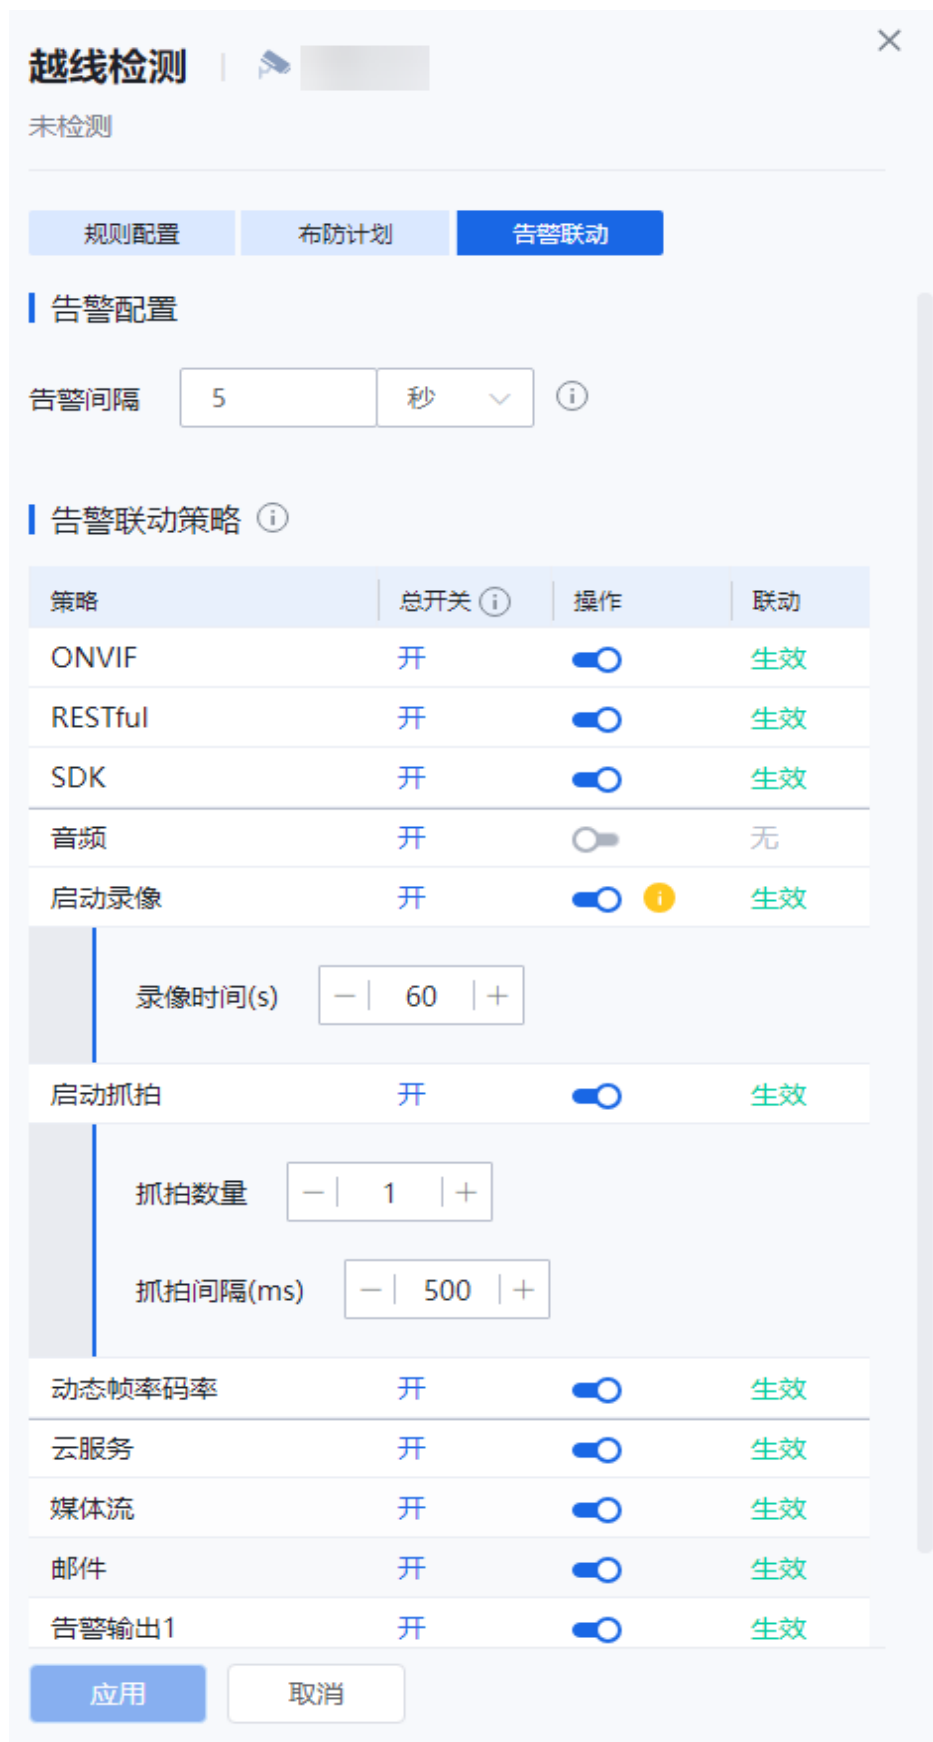 越线检测
未检测
规则配置 布防计划 告警联动
告警配置
告警间隔 5 秒
告警联动策略
策略 总开关 操作 联动
ONVIF 开 生效
RESTful 开 生效
SDK 开 生效
音频 开 无
启动录像 开 生效
录像时间(s) 60
启动抓拍 开 生效
抓拍数量 1
抓拍间隔(ms) 500
动态帧率码率 开 生效
云服务 开 生效
媒体流 开 生效
邮件 开 生效
告警输出1 开 生效
应用 取消